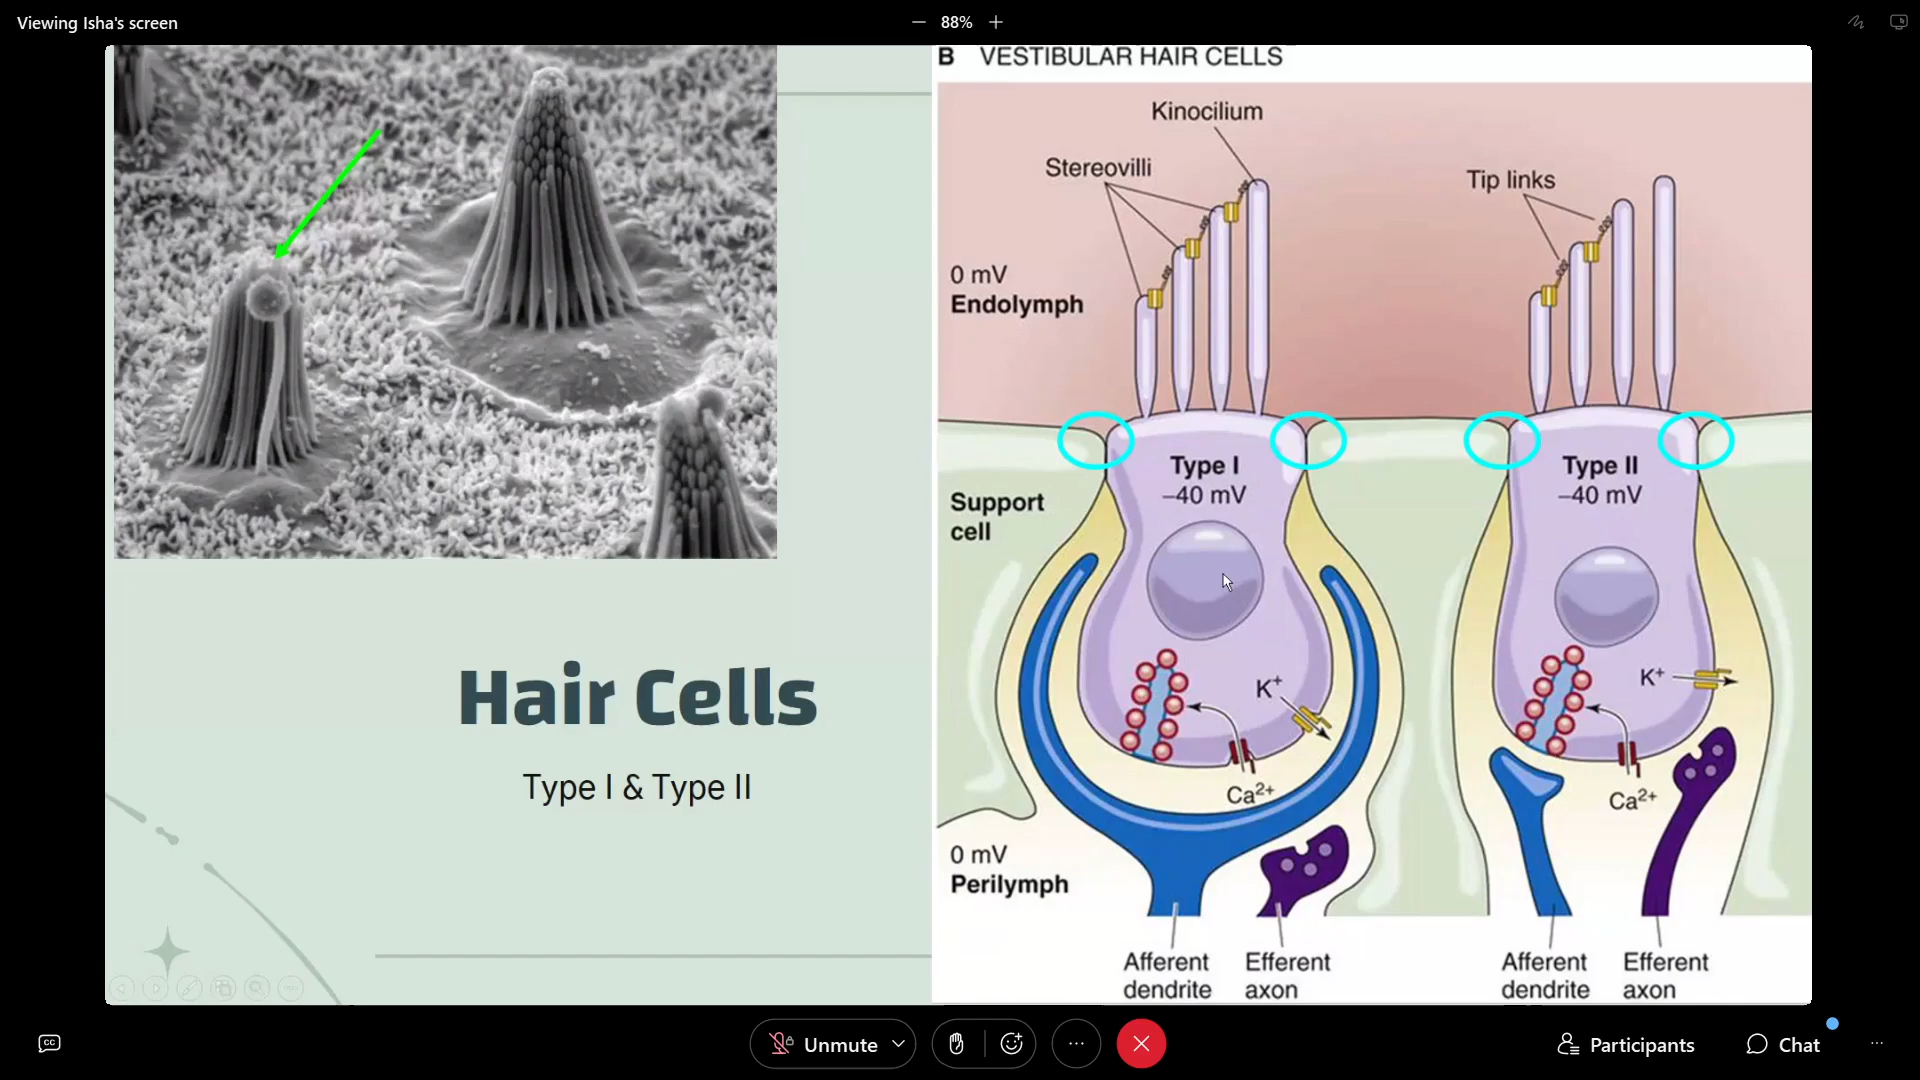 Viewing Isha's screen
88%
B VESTIBULAR HAIR CELLS
Kinocilium
Stereovilli
Tip links
0 mV
Endolymph
Type I
–40 mV
Type II
–40 mV
Support
cell
K+
K+
Ca2+
Ca2+
0 mV
Perilymph
Afferent
dendrite
Efferent
axon
Afferent
dendrite
Efferent
axon
Hair Cells
Type I & Type II
CC
Unmute
Participants
Chat